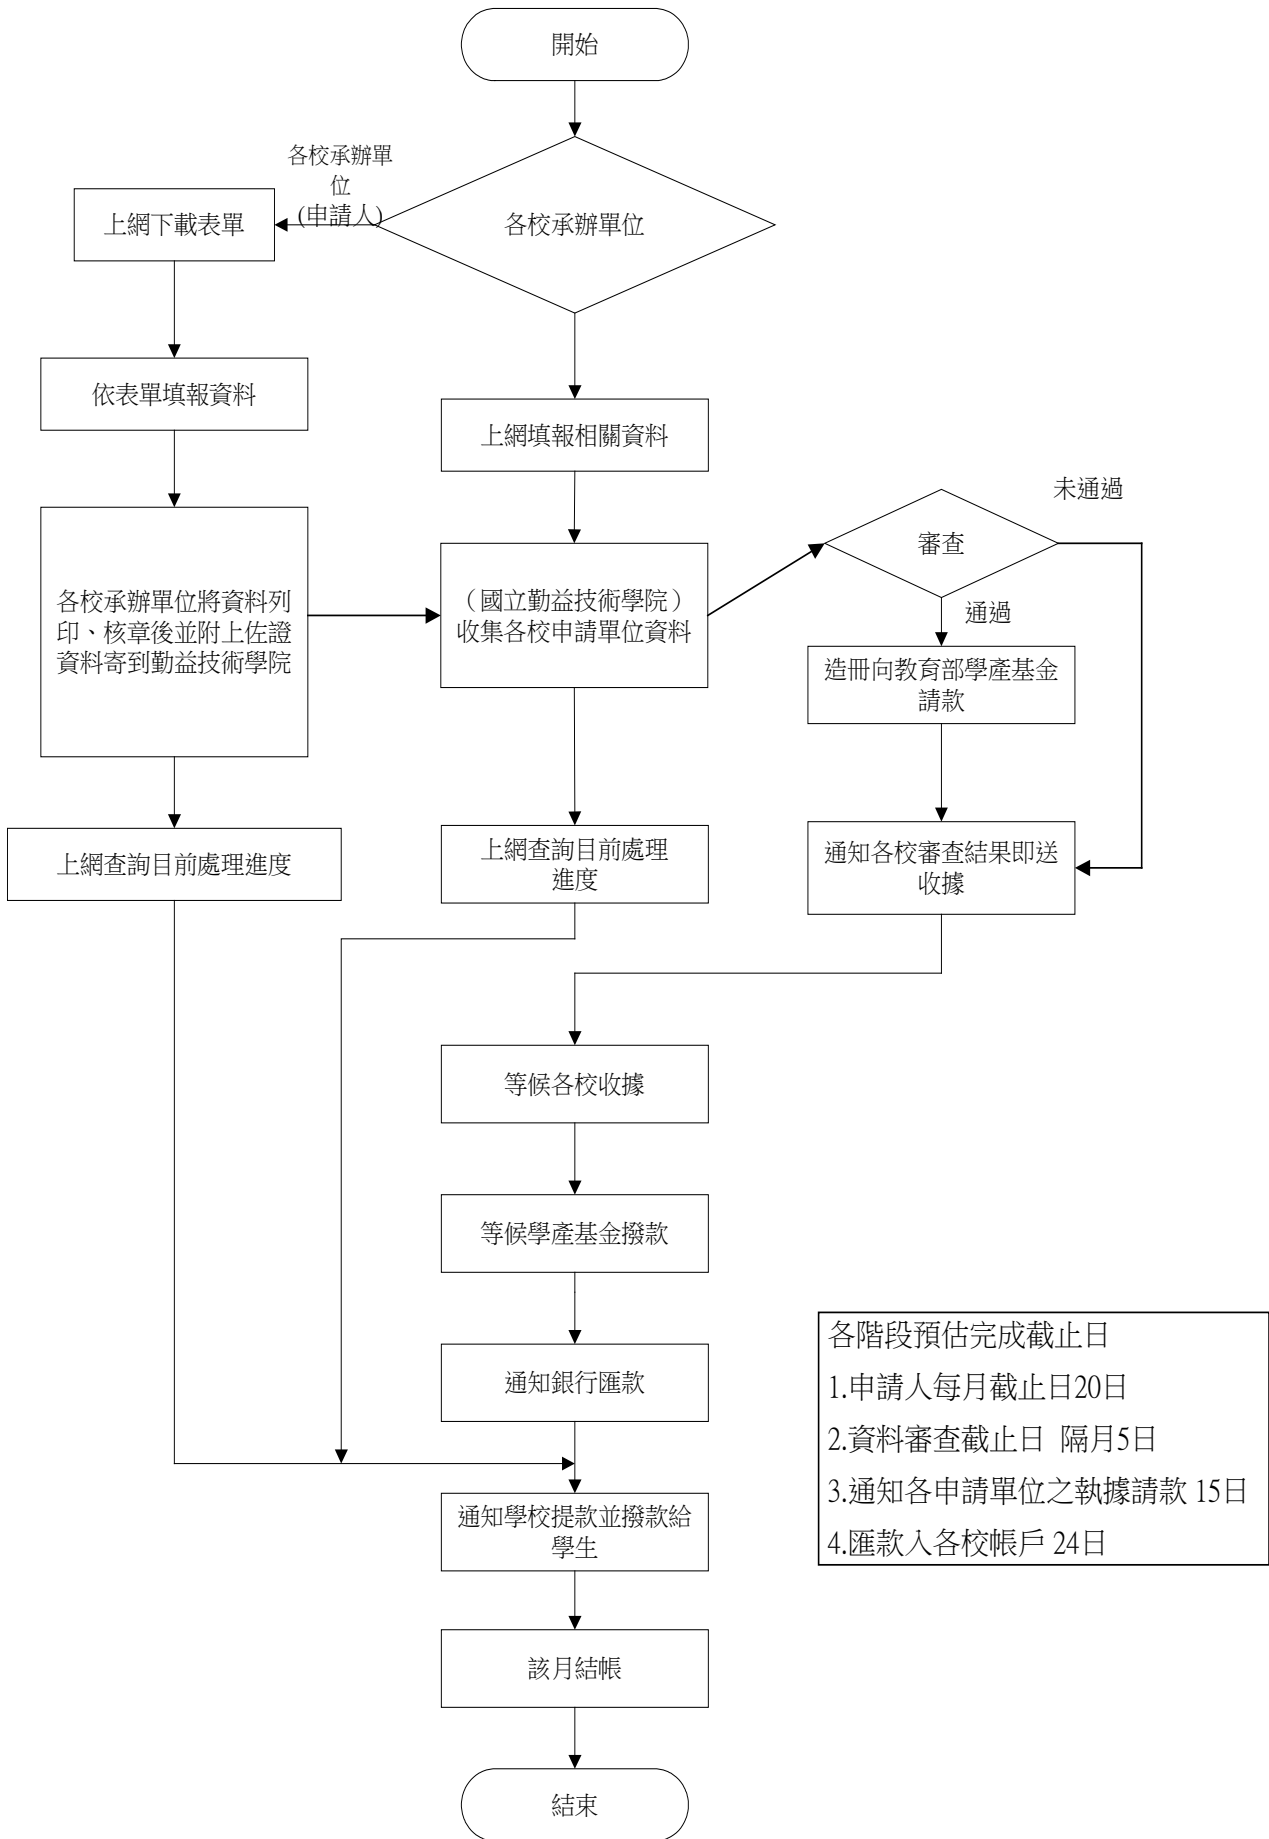 開始
各校承辦單
位
(申請人)
上網下載表單
各校承辦單位
依表單填報資料
上網填報相關資料
未通過
審查
各校承辦單位將資料列
印、核章後並附上佐證
資料寄到勤益技術學院
（國立勤益技術學院）
收集各校申請單位資料
通過
造冊向教育部學產基金
請款
上網查詢目前處理進度
上網查詢目前處理
進度
通知各校審查結果即送
收據
等候各校收據
等候學產基金撥款
通知銀行匯款
各階段預估完成截止日
1.申請人每月截止日20日
2.資料審查截止日 隔月5日
3.通知各申請單位之執據請款 15日
4.匯款入各校帳戶 24日
通知學校提款並撥款給
學生
該月結帳
結束